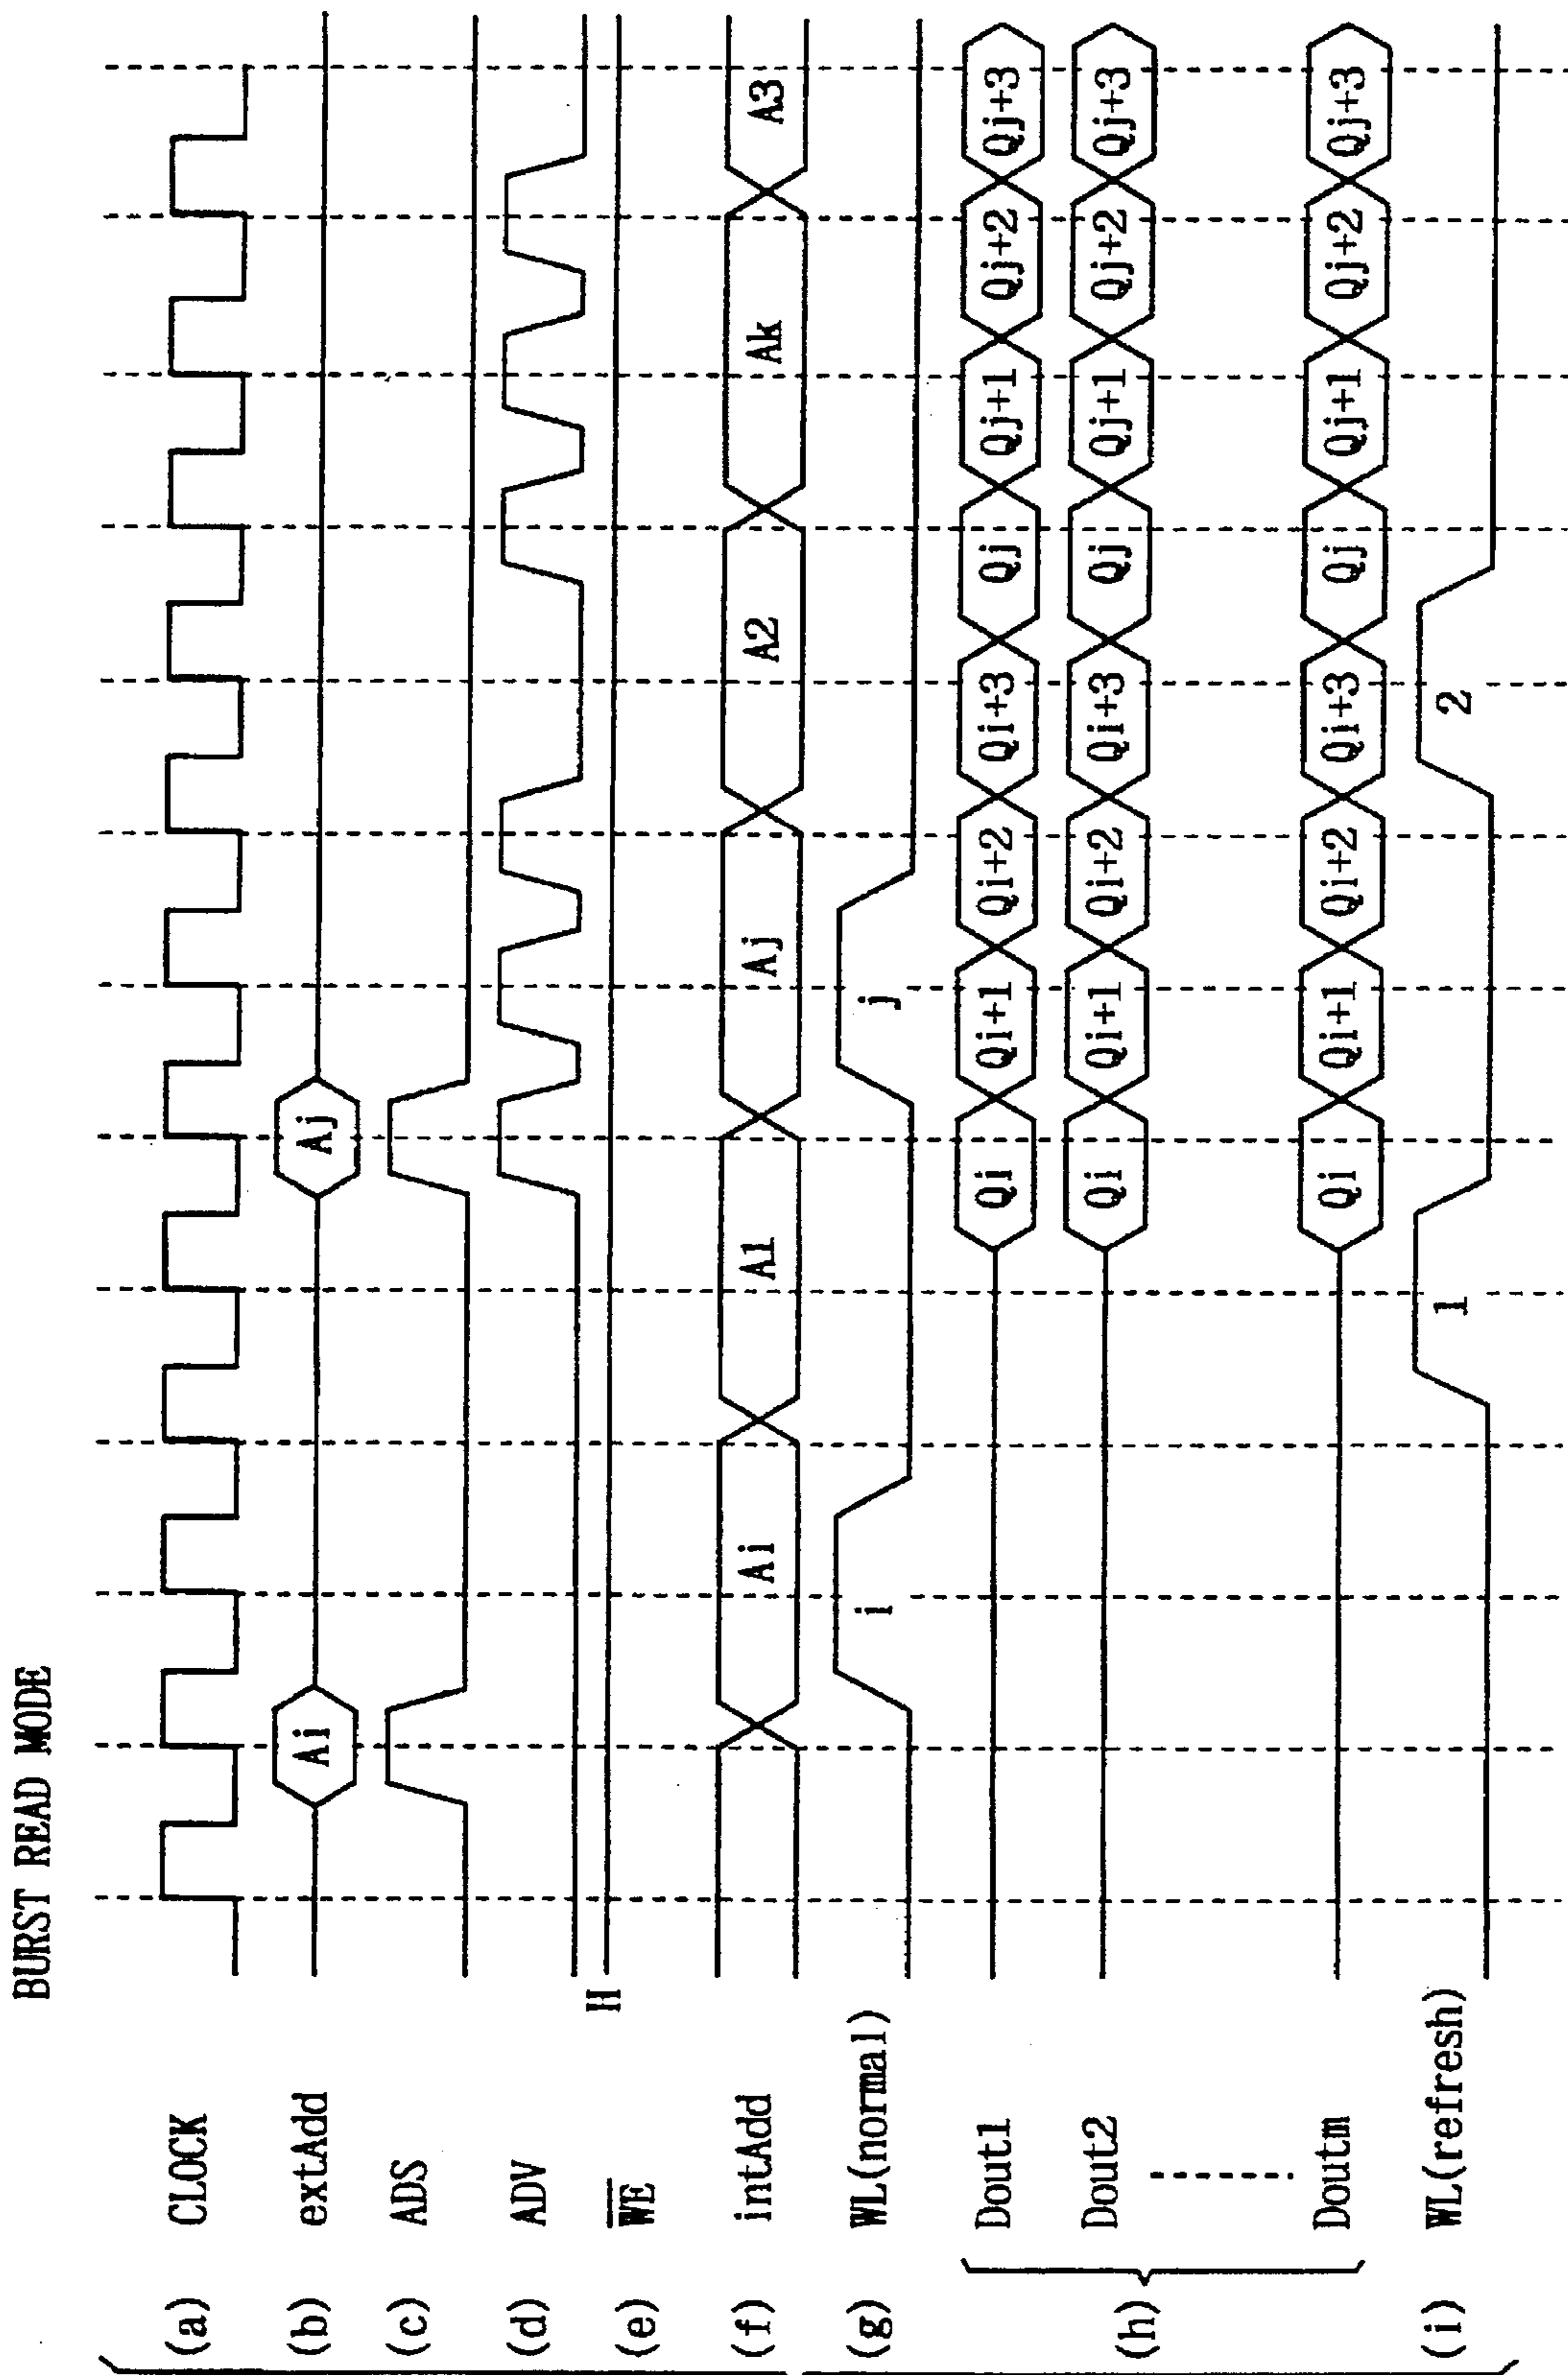 BURST READ MODE
(a) CLOCK
(b) extAdd Ai Aj
(c) ADS
(d) ADV
(e) W̅E̅ H
(f) intAdd Ai A1 Aj A2 Ak A3
(g) WL(normal) i j
(h)
Dout1 Qi Qi+1 Qi+2 Qi+3 Qj Qj+1 Qj+2 Qj+3
Dout2 Qi Qi+1 Qi+2 Qi+3 Qj Qj+1 Qj+2 Qj+3
Doutm Qi Qi+1 Qi+2 Qi+3 Qj Qj+1 Qj+2 Qj+3
(i) WL(refresh) 1 2